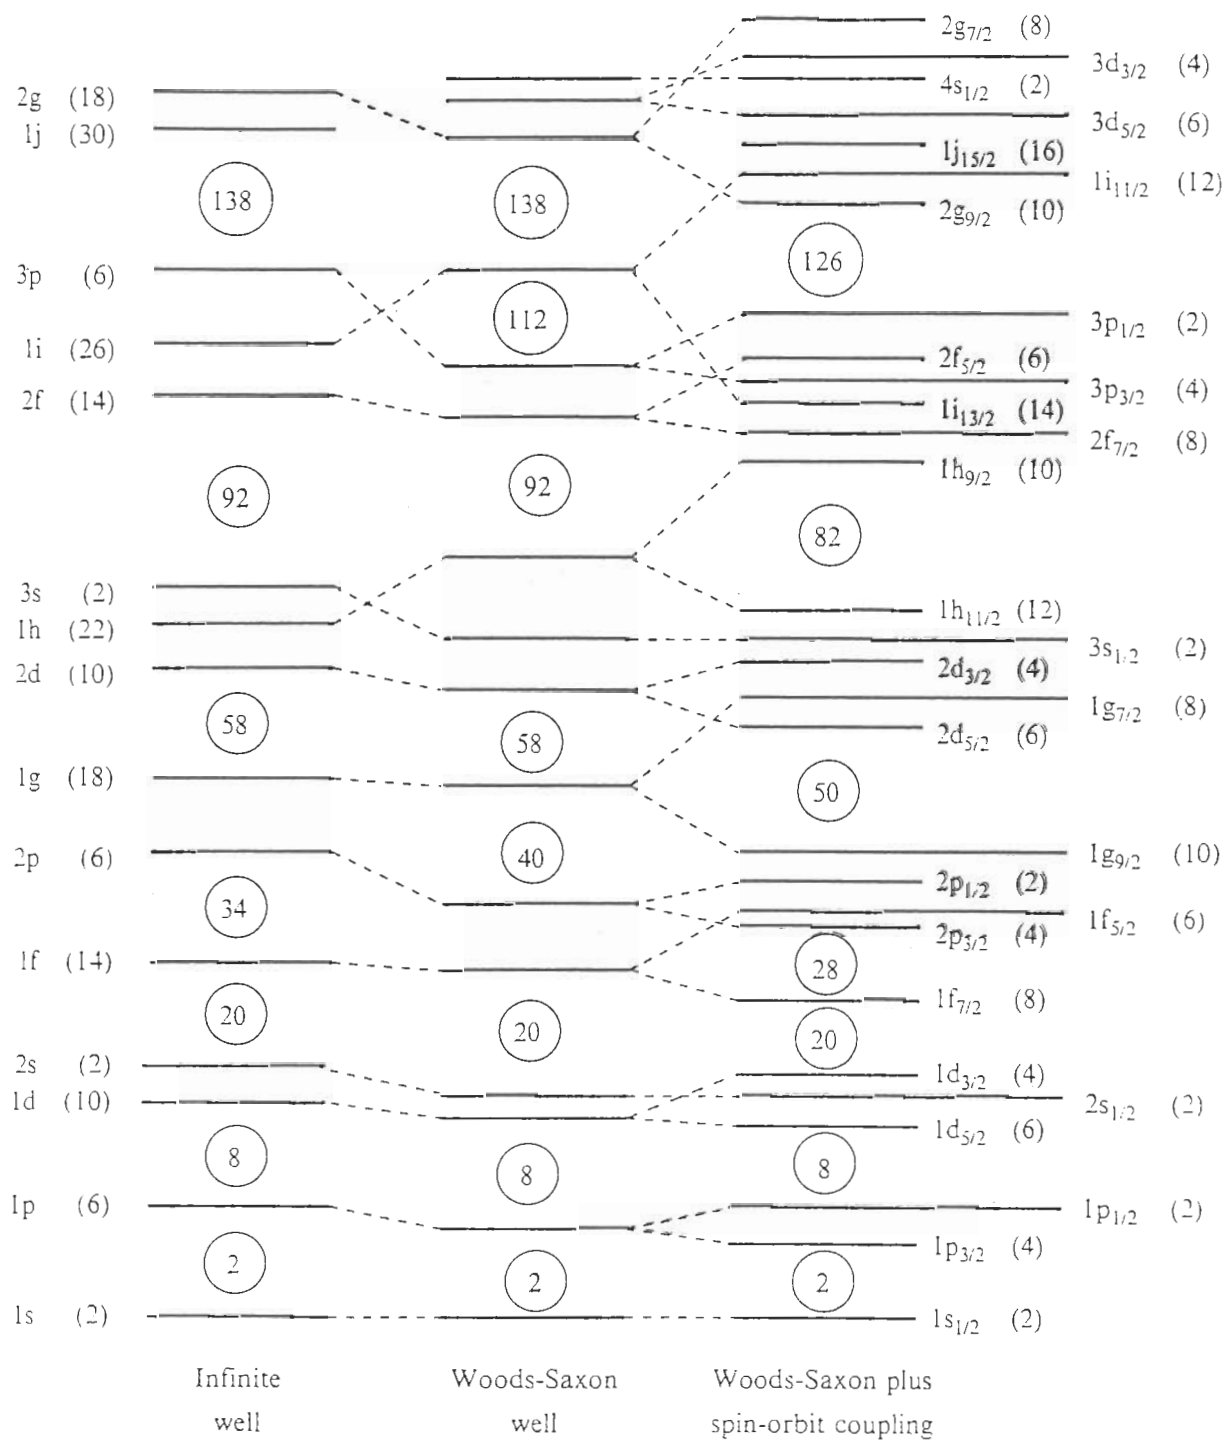 2g7/2 (8)
3d3/2 (4)
4s1/2 (2)
2g (18)
3d5/2 (6)
1j (30)
1j15/2 (16)
1i11/2 (12)
138
138
2g9/2 (10)
126
3p (6)
112
3p1/2 (2)
1i (26)
2f5/2 (6)
3p3/2 (4)
2f (14)
1i13/2 (14)
2f7/2 (8)
1h9/2 (10)
92
92
82
3s (2)
1h11/2 (12)
1h (22)
3s1/2 (2)
2d (10)
2d3/2 (4)
1g7/2 (8)
58
58
2d5/2 (6)
1g (18)
50
2p (6)
40
1g9/2 (10)
2p1/2 (2)
34
1f5/2 (6)
2p3/2 (4)
1f (14)
28
1f7/2 (8)
20
20
20
2s (2)
1d3/2 (4)
1d (10)
2s1/2 (2)
1d5/2 (6)
8
8
8
1p (6)
1p1/2 (2)
1p3/2 (4)
2
2
2
1s (2)
1s1/2 (2)
Infinite
well
Woods-Saxon
well
Woods-Saxon plus
spin-orbit coupling